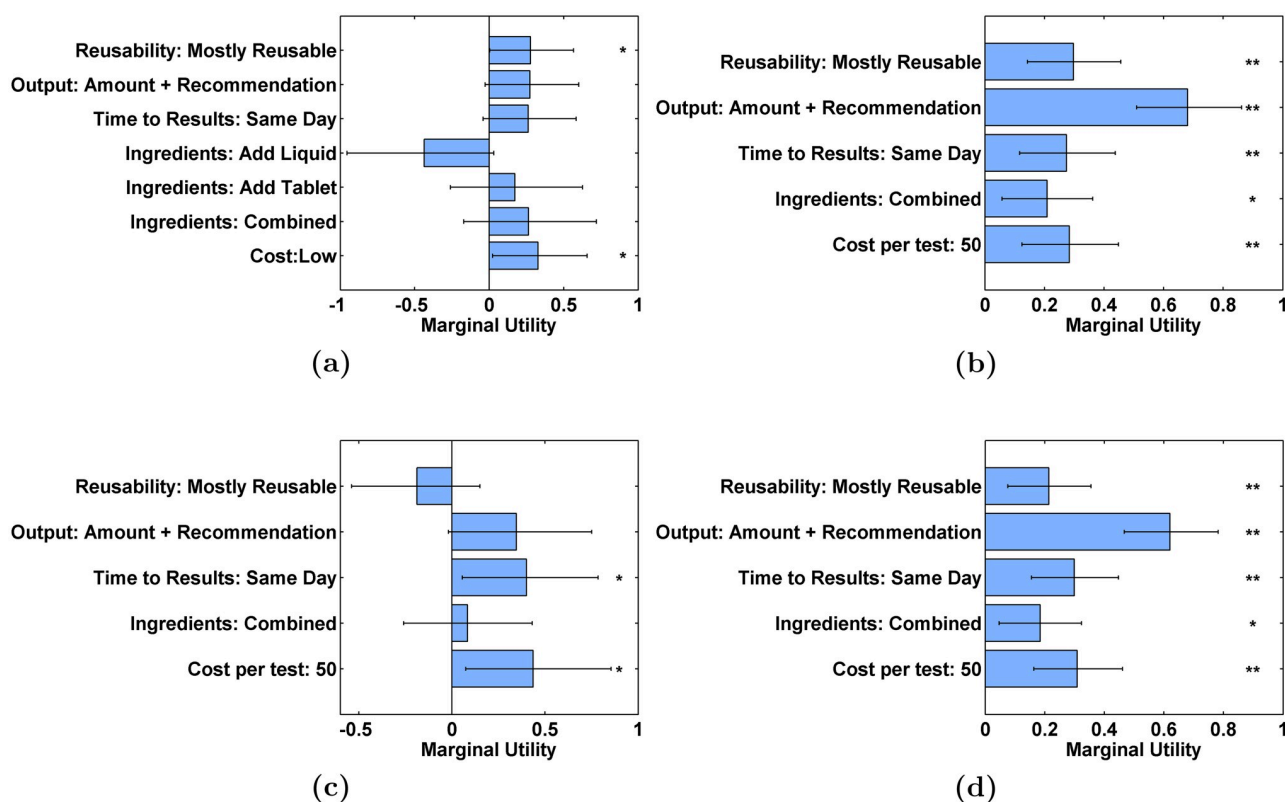 Reusability: Mostly Reusable
*
Output: Amount + Recommendation
Time to Results: Same Day
Ingredients: Add Liquid
Ingredients: Add Tablet
Ingredients: Combined
Cost:Low
*
-1 -0.5 0 0.5 1
Marginal Utility
(a)
Reusability: Mostly Reusable
**
Output: Amount + Recommendation
**
Time to Results: Same Day
**
Ingredients: Combined
*
Cost per test: 50
**
0 0.2 0.4 0.6 0.8 1
Marginal Utility
(b)
Reusability: Mostly Reusable
Output: Amount + Recommendation
Time to Results: Same Day
*
Ingredients: Combined
Cost per test: 50
*
-0.5 0 0.5 1
Marginal Utility
(c)
Reusability: Mostly Reusable
**
Output: Amount + Recommendation
**
Time to Results: Same Day
**
Ingredients: Combined
*
Cost per test: 50
**
0 0.2 0.4 0.6 0.8 1
Marginal Utility
(d)